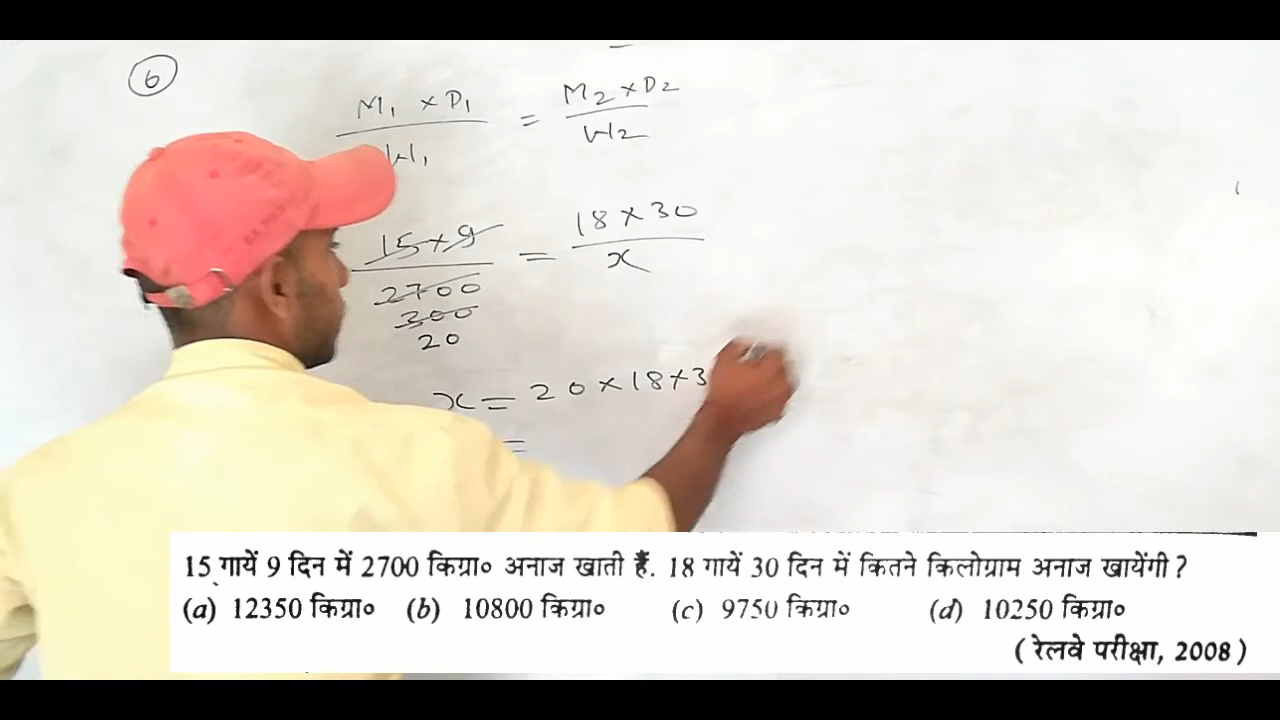 6
M₁ × D₁ / W₁ = M₂ × D₂ / W₂
15 × 9 / 2700 = 18 × 30 / x
300
20
x = 20 × 18 × 3
=
15 गायें 9 दिन में 2700 किग्रा० अनाज खाती हैं. 18 गायें 30 दिन में कितने किलोग्राम अनाज खायेंगी ?
(a) 12350 किग्रा० (b) 10800 किग्रा० (c) 9750 किग्रा० (d) 10250 किग्रा०
( रेलवे परीक्षा, 2008 )